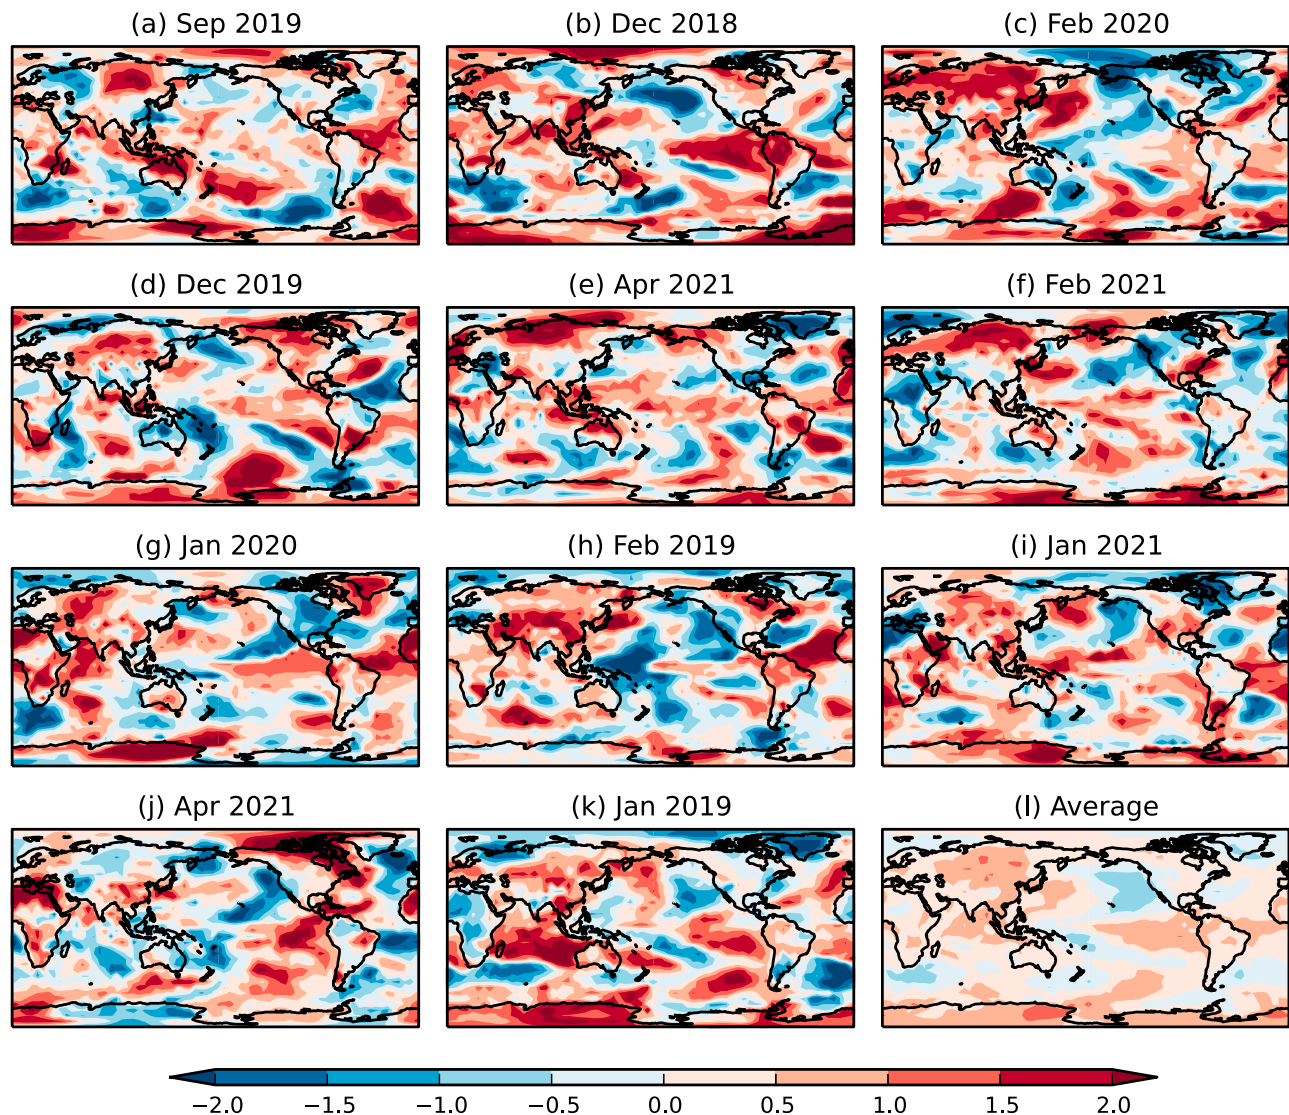 (a) Sep 2019
(b) Dec 2018
(c) Feb 2020
(d) Dec 2019
(e) Apr 2021
(f) Feb 2021
(g) Jan 2020
(h) Feb 2019
(i) Jan 2021
(j) Apr 2021
(k) Jan 2019
(l) Average
−2.0 −1.5 −1.0 −0.5 0.0 0.5 1.0 1.5 2.0